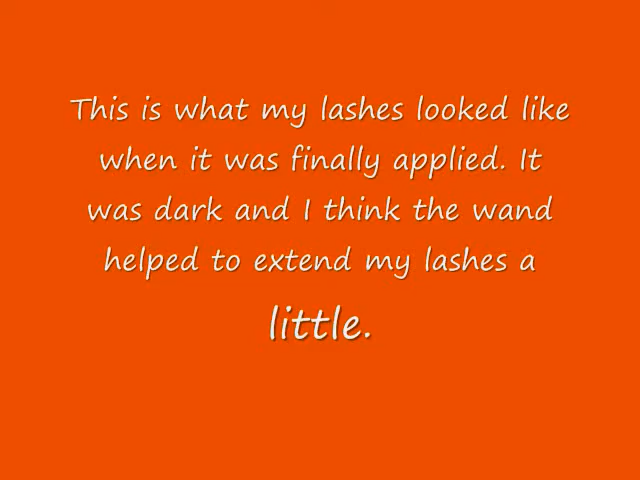 This is what my lashes looked like
when it was finally applied. It
was dark and I think the wand
helped to extend my lashes a
little.